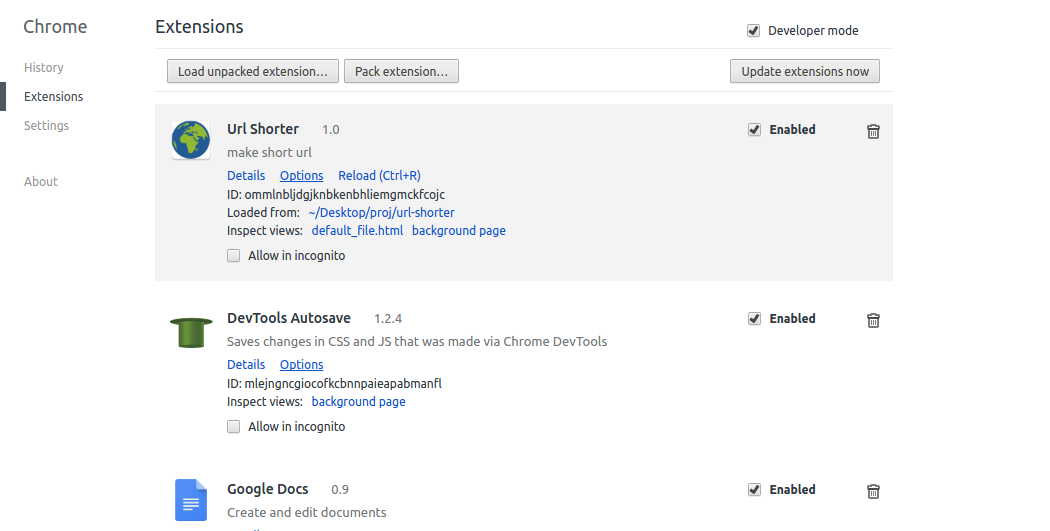 Chrome
Extensions
Developer mode
History
Extensions
Settings
About
Load unpacked extension…
Pack extension…
Update extensions now
Url Shorter 1.0
Enabled
make short url
Details Options Reload (Ctrl+R)
ID: ommlnbljdgjknbkenbhliemgmckfcojc
Loaded from: ~/Desktop/proj/url-shorter
Inspect views: default_file.html background page
Allow in incognito
DevTools Autosave 1.2.4
Enabled
Saves changes in CSS and JS that was made via Chrome DevTools
Details Options
ID: mlejngncgiocofkcbnnpaieapabmanfl
Inspect views: background page
Allow in incognito
Google Docs 0.9
Enabled
Create and edit documents